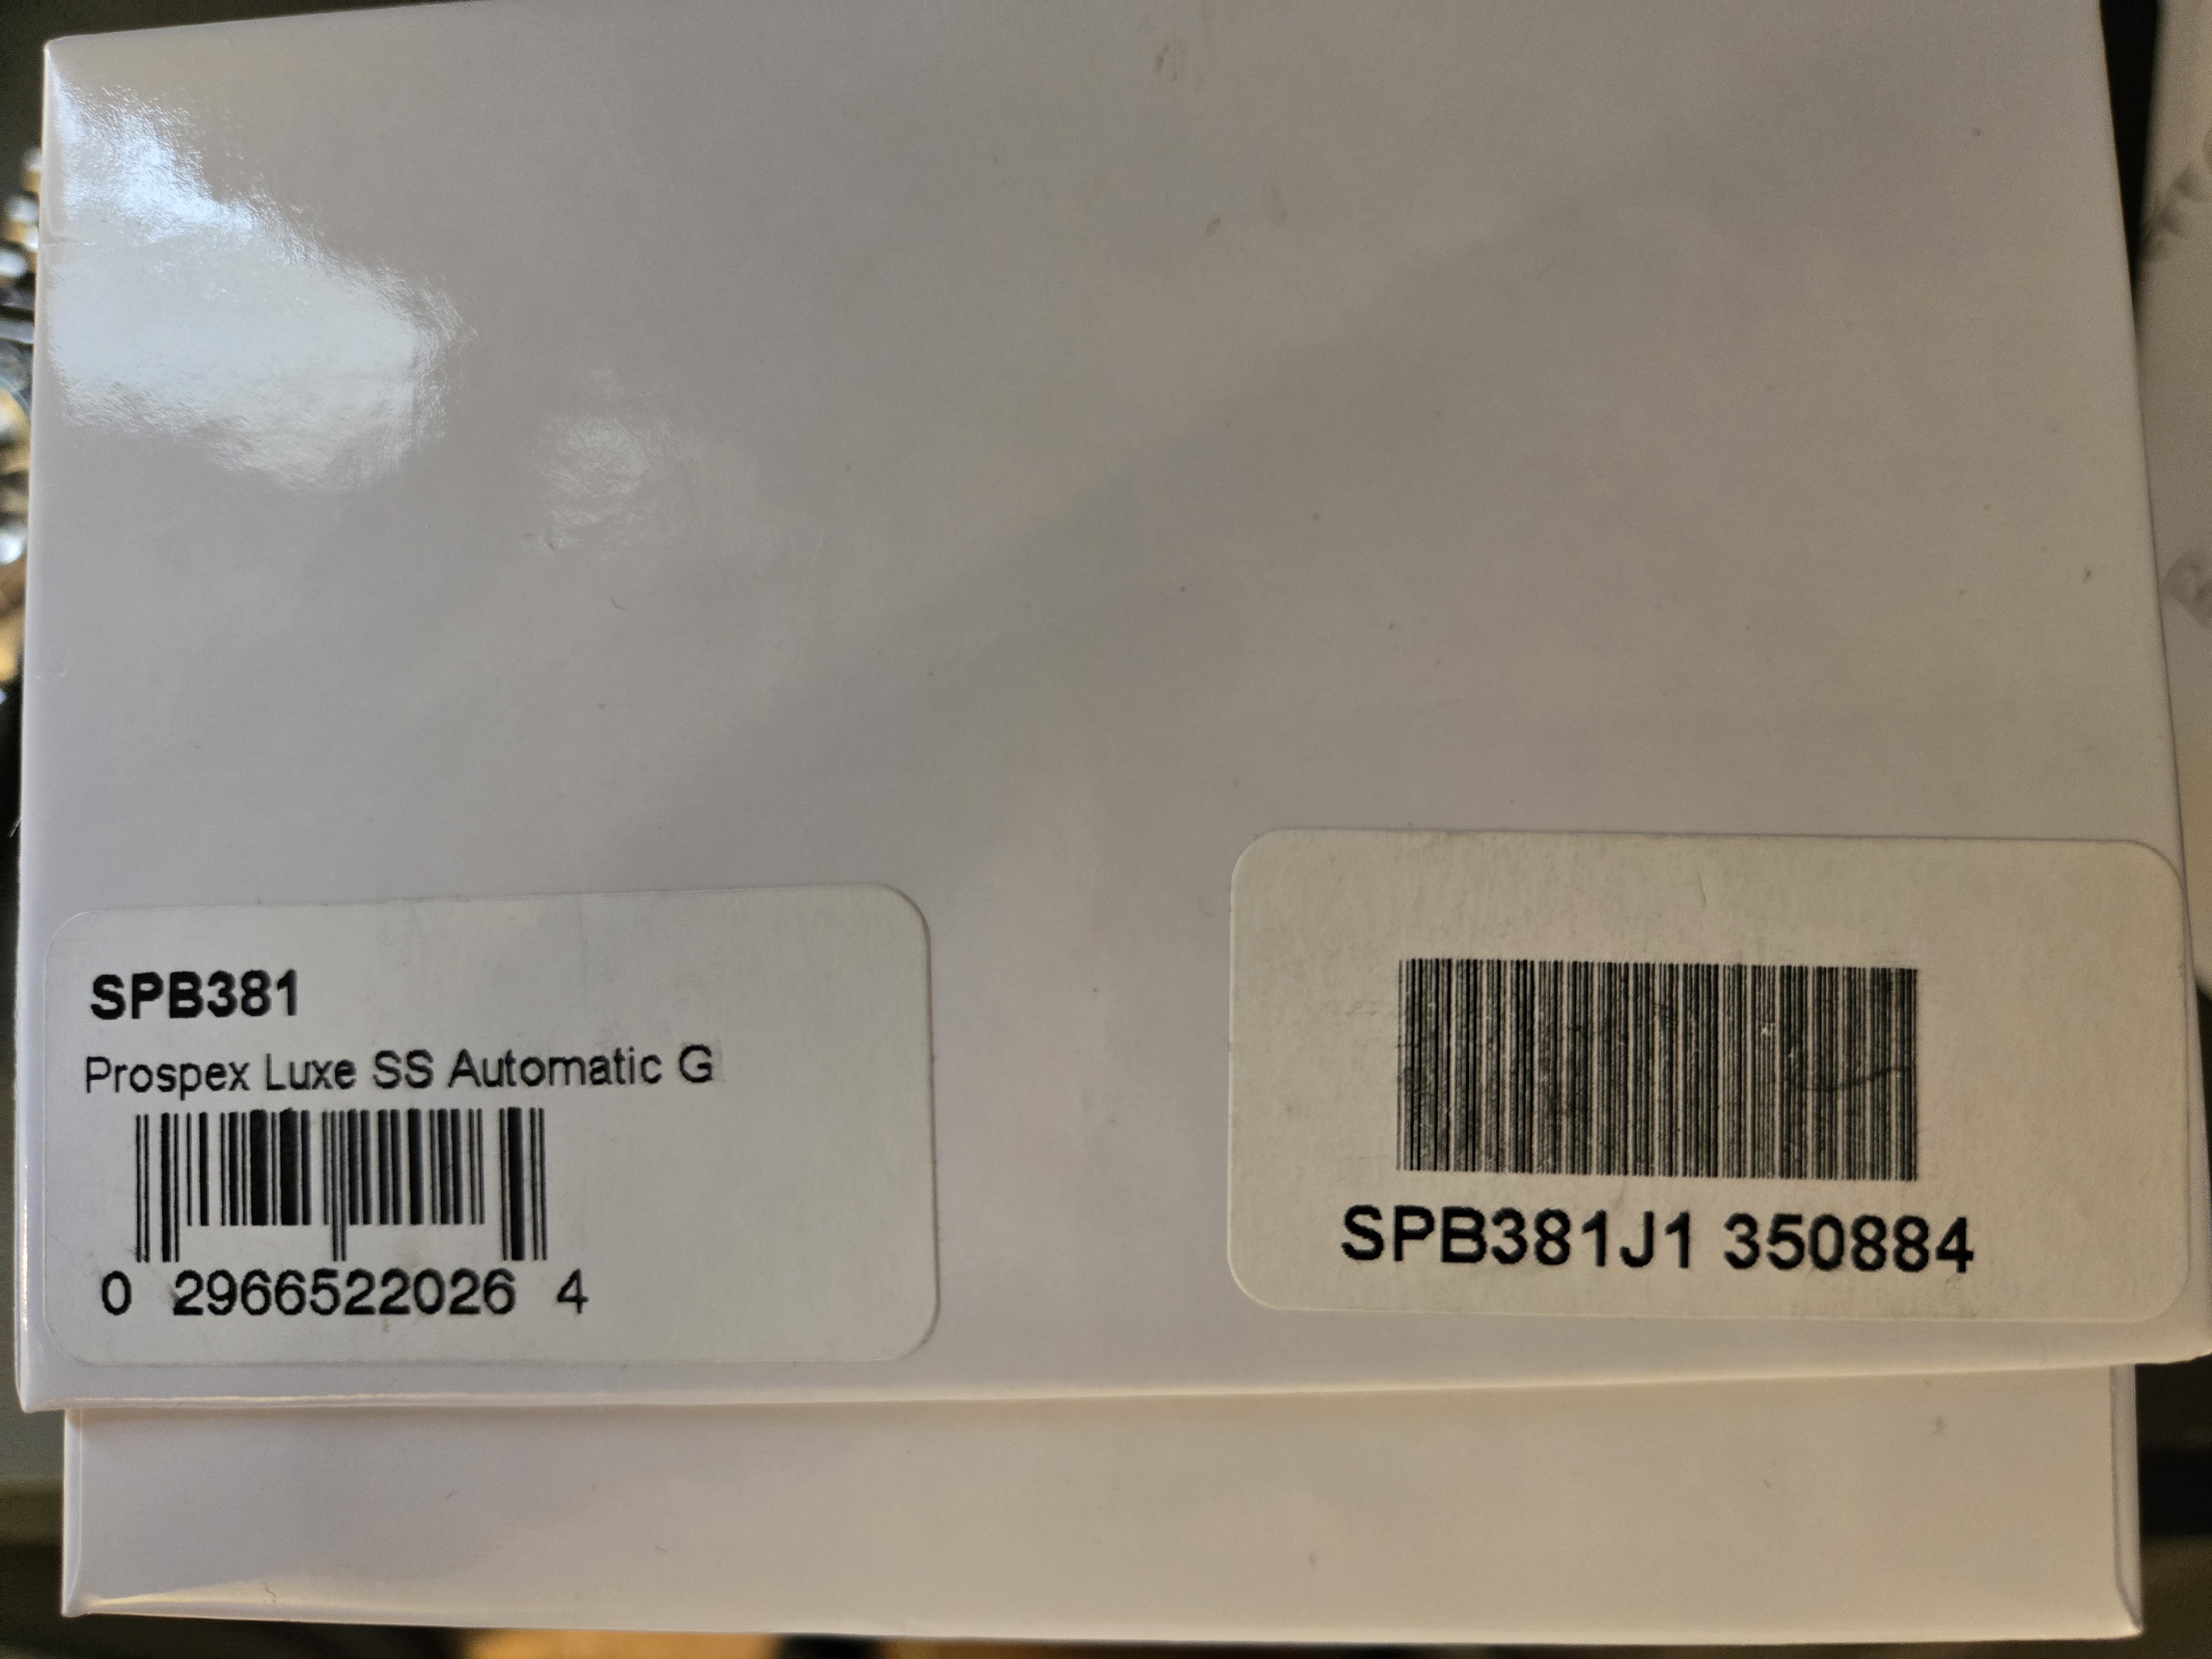 SPB381
Prospex Luxe SS Automatic G
0 2966522026 4
SPB381J1 350884